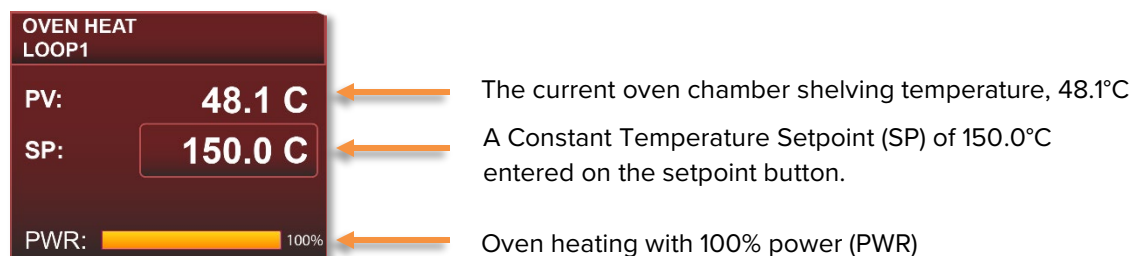 OVEN HEAT
LOOP1
PV: 48.1 C
The current oven chamber shelving temperature, 48.1°C
SP: 150.0 C
A Constant Temperature Setpoint (SP) of 150.0°C
entered on the setpoint button.
PWR: 100%
Oven heating with 100% power (PWR)